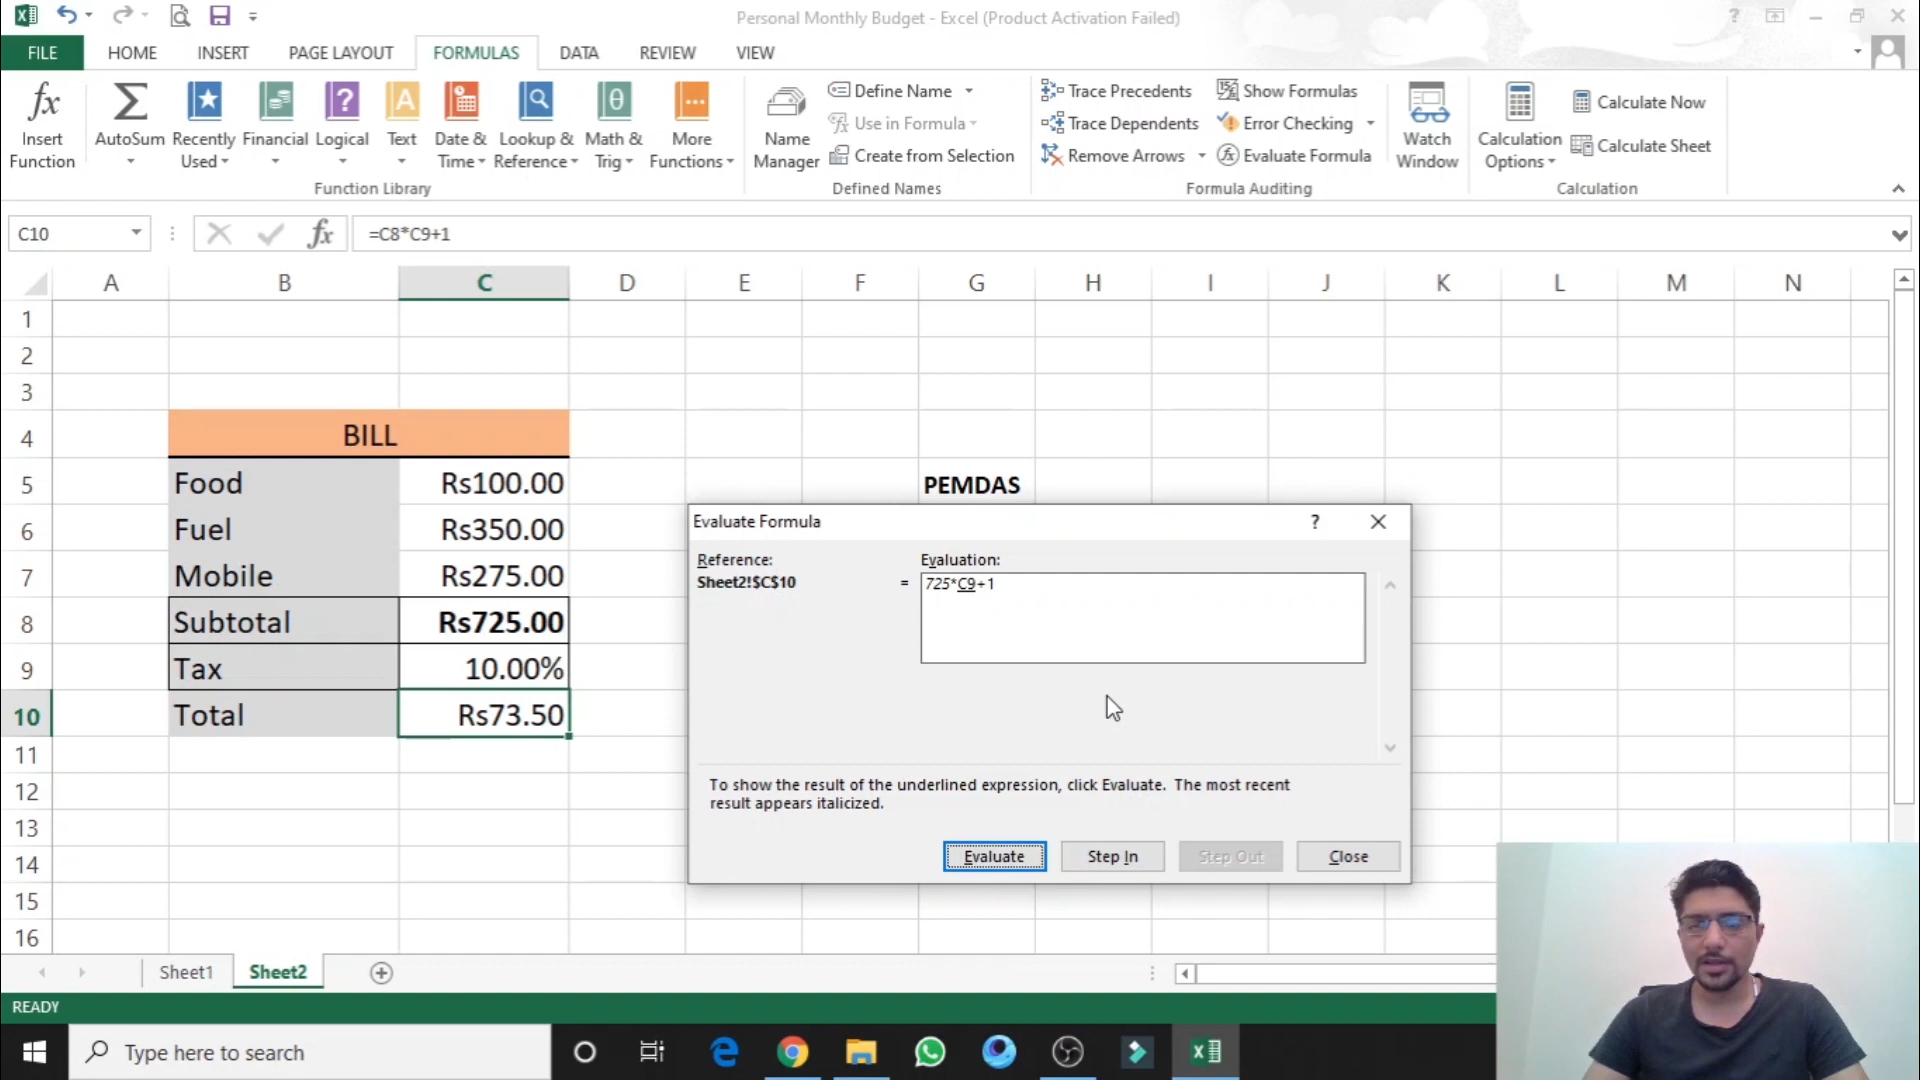 Personal Monthly Budget - Excel (Product Activation Failed)
FILE HOME INSERT PAGE LAYOUT FORMULAS DATA REVIEW VIEW
Insert Function
AutoSum
Recently Used
Financial
Logical
Text
Date & Time
Lookup & Reference
Math & Trig
More Functions
Function Library
Name Manager
Define Name
Use in Formula
Create from Selection
Defined Names
Trace Precedents
Trace Dependents
Remove Arrows
Show Formulas
Error Checking
Evaluate Formula
Formula Auditing
Watch Window
Calculation Options
Calculate Now
Calculate Sheet
Calculation
C10 fx =C8*C9+1
A B C D E F G H I J K L M N
1
2
3
4 BILL
5 Food Rs100.00 PEMDAS
6 Fuel Rs350.00
7 Mobile Rs275.00
8 Subtotal Rs725.00
9 Tax 10.00%
10 Total Rs73.50
11
12
13
14
15
16
Evaluate Formula ?
Reference: Evaluation:
Sheet2!$C$10 = 725*C9+1
To show the result of the underlined expression, click Evaluate. The most recent
result appears italicized.
Evaluate Step In Step Out Close
Sheet1 Sheet2
READY
Type here to search